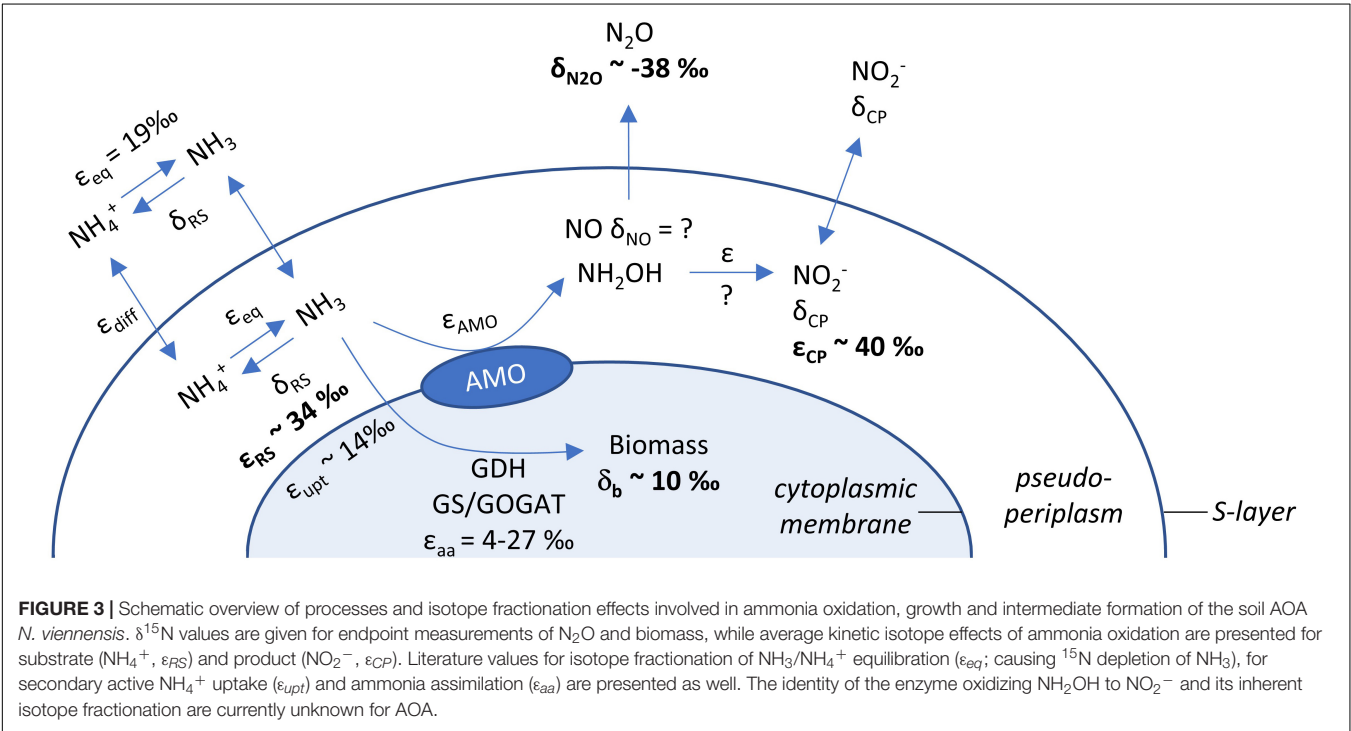 N₂O
δN2O ~ -38 ‰
NO₂⁻
δCP
εeq = 19‰
NH₃
NH₄⁺
δRS
εdiff
εeq
NH₃
NH₄⁺
δRS
εRS ~ 34 ‰
εupt ~ 14‰
εAMO
AMO
NO δNO = ?
NH₂OH
ε
?
NO₂⁻
δCP
εCP ~ 40 ‰
GDH
GS/GOGAT
εaa = 4-27 ‰
Biomass
δb ~ 10 ‰
cytoplasmic
membrane
pseudo-
periplasm
S-layer
FIGURE 3 | Schematic overview of processes and isotope fractionation effects involved in ammonia oxidation, growth and intermediate formation of the soil AOA
N. viennensis. δ¹⁵N values are given for endpoint measurements of N₂O and biomass, while average kinetic isotope effects of ammonia oxidation are presented for
substrate (NH₄⁺, εRS) and product (NO₂⁻, εCP). Literature values for isotope fractionation of NH₃/NH₄⁺ equilibration (εeq; causing ¹⁵N depletion of NH₃), for
secondary active NH₄⁺ uptake (εupt) and ammonia assimilation (εaa) are presented as well. The identity of the enzyme oxidizing NH₂OH to NO₂⁻ and its inherent
isotope fractionation are currently unknown for AOA.